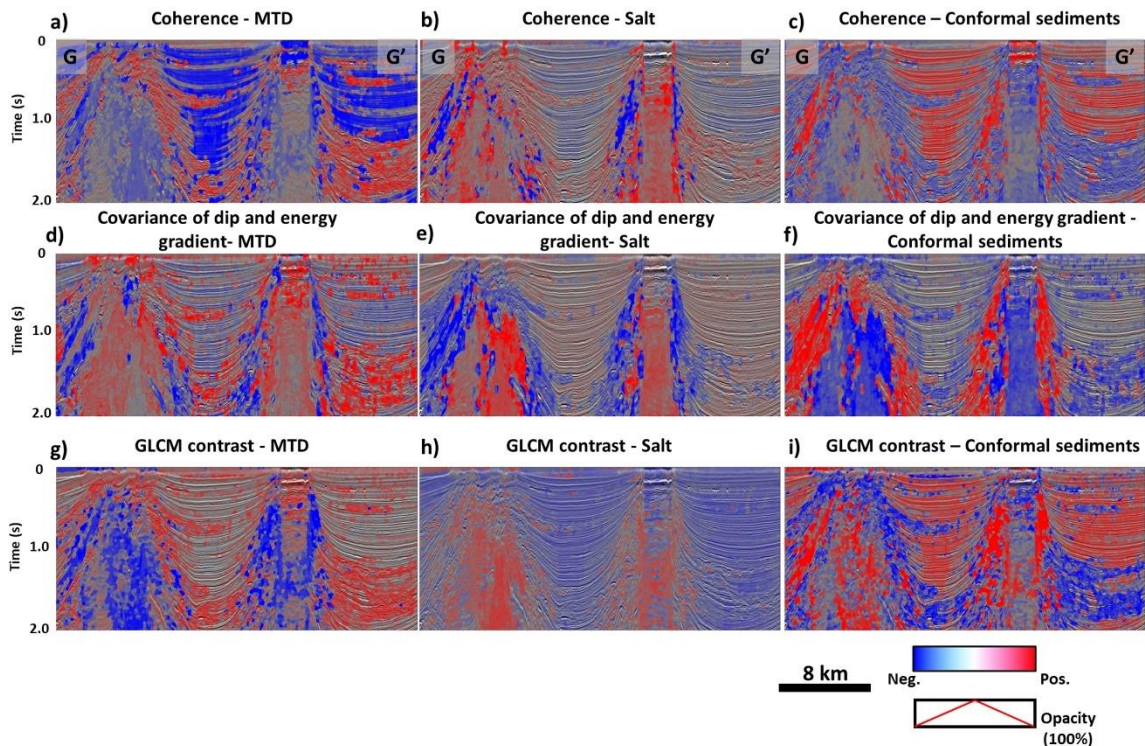 a) Coherence - MTD
b) Coherence - Salt
c) Coherence – Conformal sediments
0
G
G’
G
G’
Time (s)
1.0
2.0
d) Covariance of dip and energy
gradient- MTD
e) Covariance of dip and energy
gradient- Salt
f) Covariance of dip and energy gradient -
Conformal sediments
0
Time (s)
1.0
2.0
g) GLCM contrast - MTD
h) GLCM contrast - Salt
i) GLCM contrast – Conformal sediments
0
Time (s)
1.0
2.0
8 km
Neg.
Pos.
Opacity
(100%)